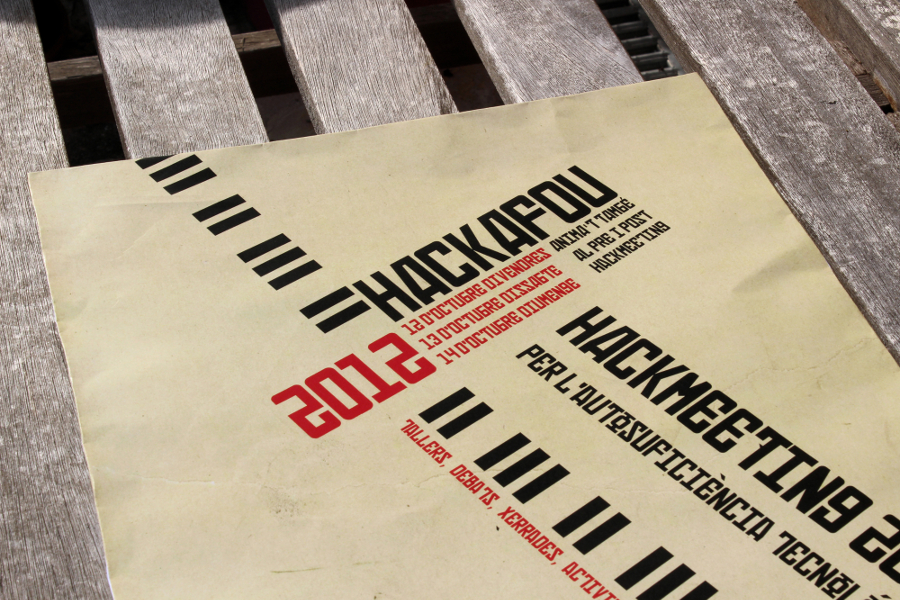 HACKAFOU
ANIMA'T TAMBÉ
AL PRE I POST
HACKMEETING
12 D'OCTUBRE DIVENDRES
13 D'OCTUBRE DISSABTE
14 D'OCTUBRE DIUMENGE
2012
HACKMEETING
PER L'AUTOSUFICIÈNCIA
TALLERS, DEBATS, XERRADES,